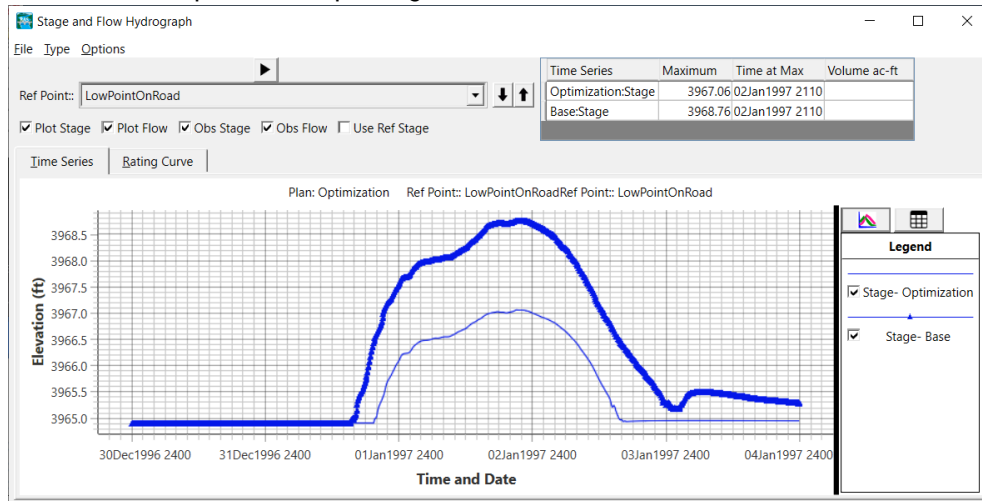 Stage and Flow Hydrograph
File Type Options
Ref Point:: LowPointOnRoad
Plot Stage Plot Flow Obs Stage Obs Flow Use Ref Stage
Time Series Maximum Time at Max Volume ac-ft
Optimization:Stage 3967.06 02Jan1997 2110
Base:Stage 3968.76 02Jan1997 2110
Time Series Rating Curve
Plan: Optimization Ref Point:: LowPointOnRoadRef Point:: LowPointOnRoad
Elevation (ft)
3968.5
3968.0
3967.5
3967.0
3966.5
3966.0
3965.5
3965.0
30Dec1996 2400 31Dec1996 2400 01Jan1997 2400 02Jan1997 2400 03Jan1997 2400 04Jan1997 2400
Time and Date
Legend
Stage- Optimization
Stage- Base